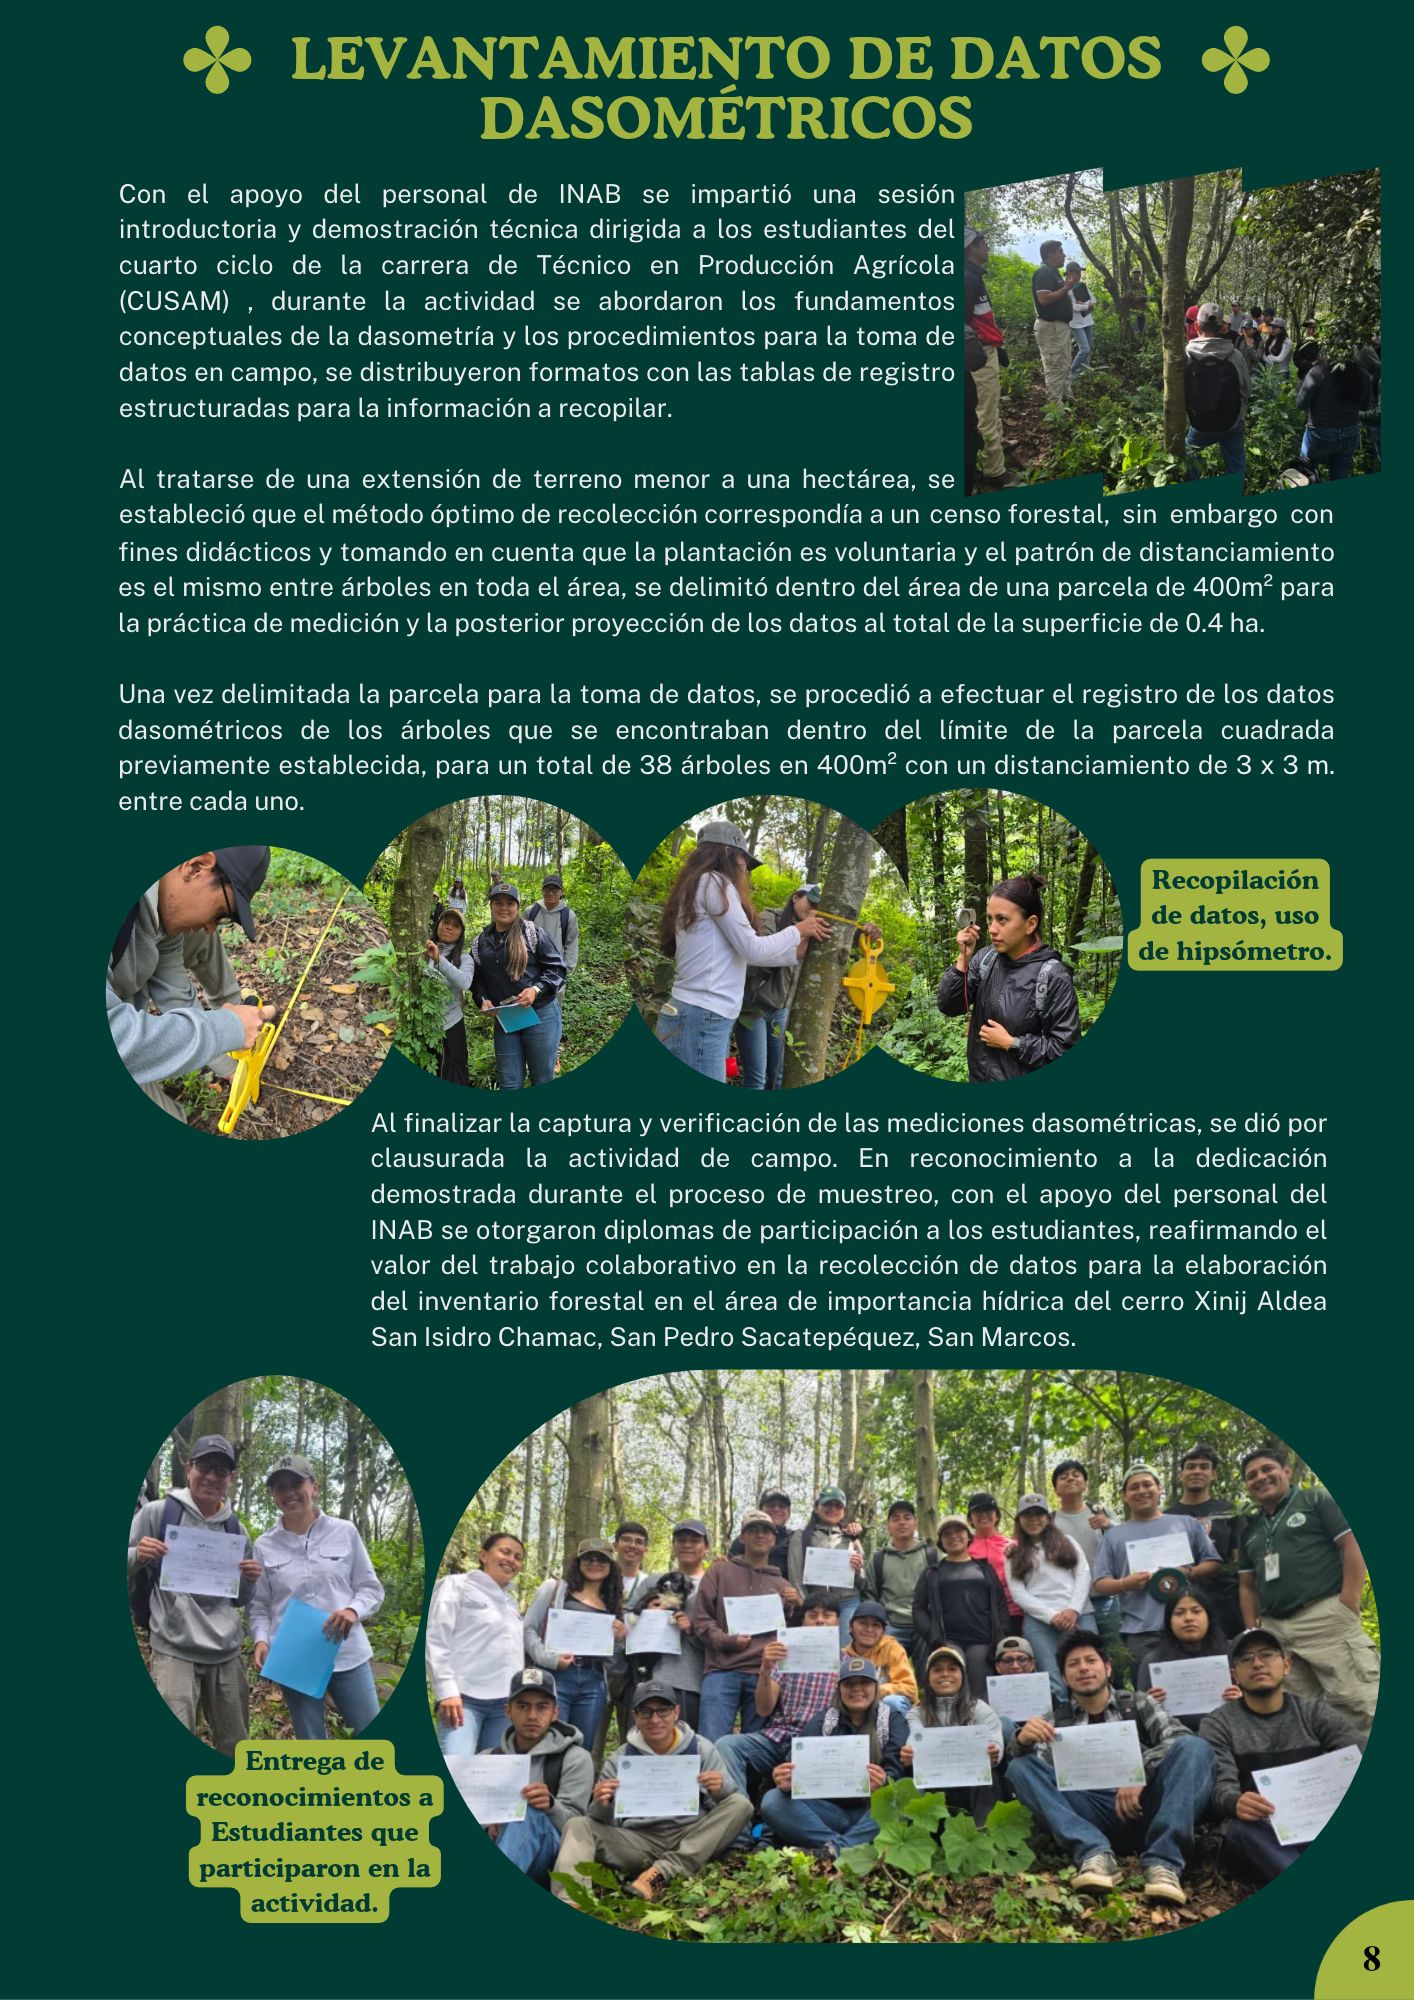 LEVANTAMIENTO DE DATOS
DASOMÉTRICOS
Con el apoyo del personal de INAB se impartió una sesión
introductoria y demostración técnica dirigida a los estudiantes del
cuarto ciclo de la carrera de Técnico en Producción Agrícola
(CUSAM) , durante la actividad se abordaron los fundamentos
conceptuales de la dasometría y los procedimientos para la toma de
datos en campo, se distribuyeron formatos con las tablas de registro
estructuradas para la información a recopilar.
Al tratarse de una extensión de terreno menor a una hectárea, se
estableció que el método óptimo de recolección correspondía a un censo forestal, sin embargo con
fines didácticos y tomando en cuenta que la plantación es voluntaria y el patrón de distanciamiento
es el mismo entre árboles en toda el área, se delimitó dentro del área de una parcela de 400m² para
la práctica de medición y la posterior proyección de los datos al total de la superficie de 0.4 ha.
Una vez delimitada la parcela para la toma de datos, se procedió a efectuar el registro de los datos
dasométricos de los árboles que se encontraban dentro del límite de la parcela cuadrada
previamente establecida, para un total de 38 árboles en 400m² con un distanciamiento de 3 x 3 m.
entre cada uno.
Recopilación
de datos, uso
de hipsómetro.
Al finalizar la captura y verificación de las mediciones dasométricas, se dió por
clausurada la actividad de campo. En reconocimiento a la dedicación
demostrada durante el proceso de muestreo, con el apoyo del personal del
INAB se otorgaron diplomas de participación a los estudiantes, reafirmando el
valor del trabajo colaborativo en la recolección de datos para la elaboración
del inventario forestal en el área de importancia hídrica del cerro Xinij Aldea
San Isidro Chamac, San Pedro Sacatepéquez, San Marcos.
Entrega de
reconocimientos a
Estudiantes que
participaron en la
actividad.
8